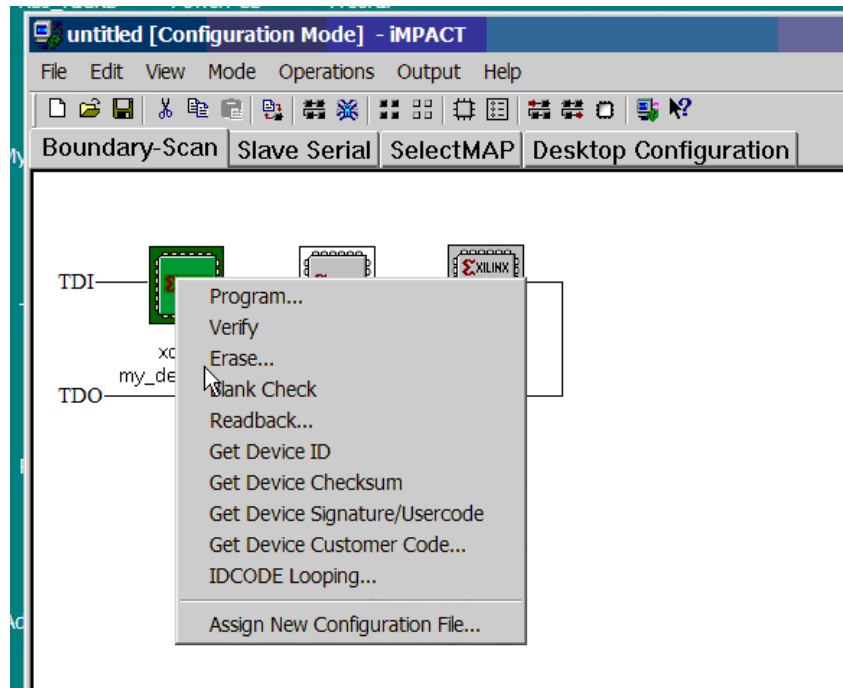 untitled [Configuration Mode] - iMPACT
File Edit View Mode Operations Output Help
Boundary-Scan Slave Serial SelectMAP Desktop Configuration
TDI
XILINX
Program...
Verify
Erase...
TDO
Blank Check
Readback...
Get Device ID
Get Device Checksum
Get Device Signature/Usercode
Get Device Customer Code...
IDCODE Looping...
Assign New Configuration File...